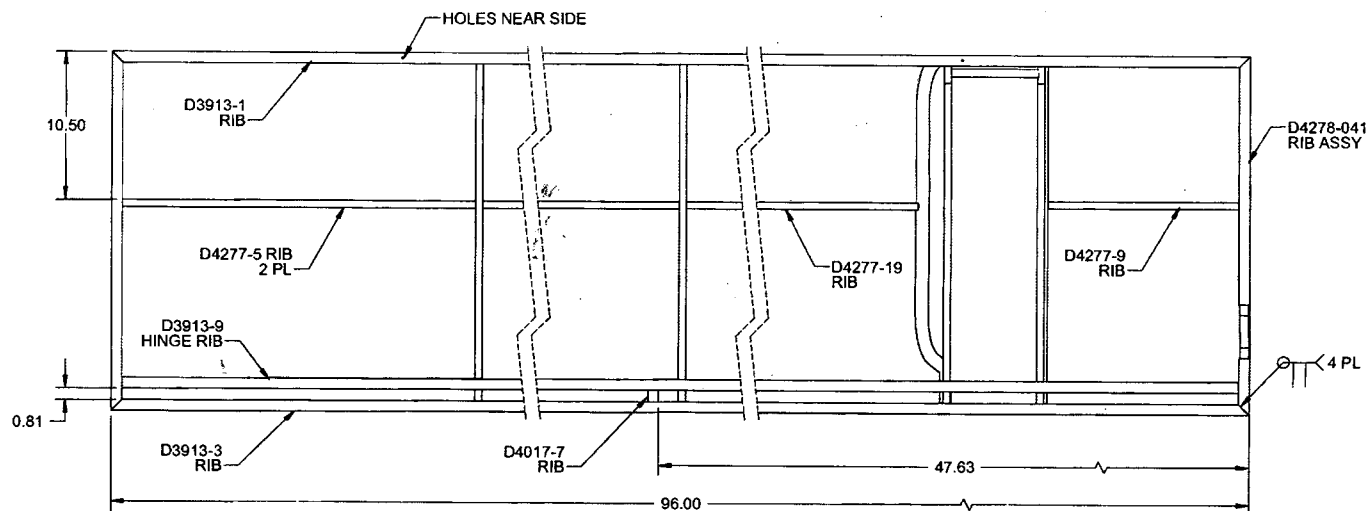 HOLES NEAR SIDE
D3913-1
RIB
10.50
D4278-041
RIB ASSY
D4277-5 RIB
2 PL
D4277-19
RIB
D4277-9
RIB
D3913-9
HINGE RIB
4 PL
0.81
D3913-3
RIB
D4017-7
RIB
47.63
96.00